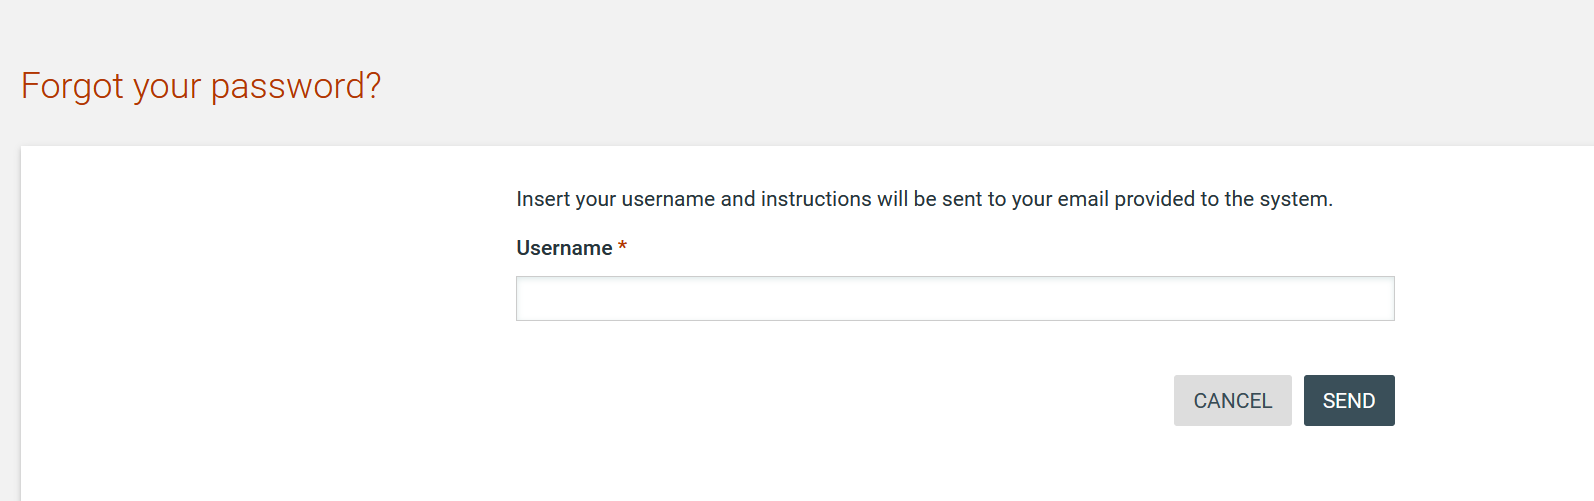 Forgot your password?
Insert your username and instructions will be sent to your email provided to the system.
Username *
CANCEL
SEND